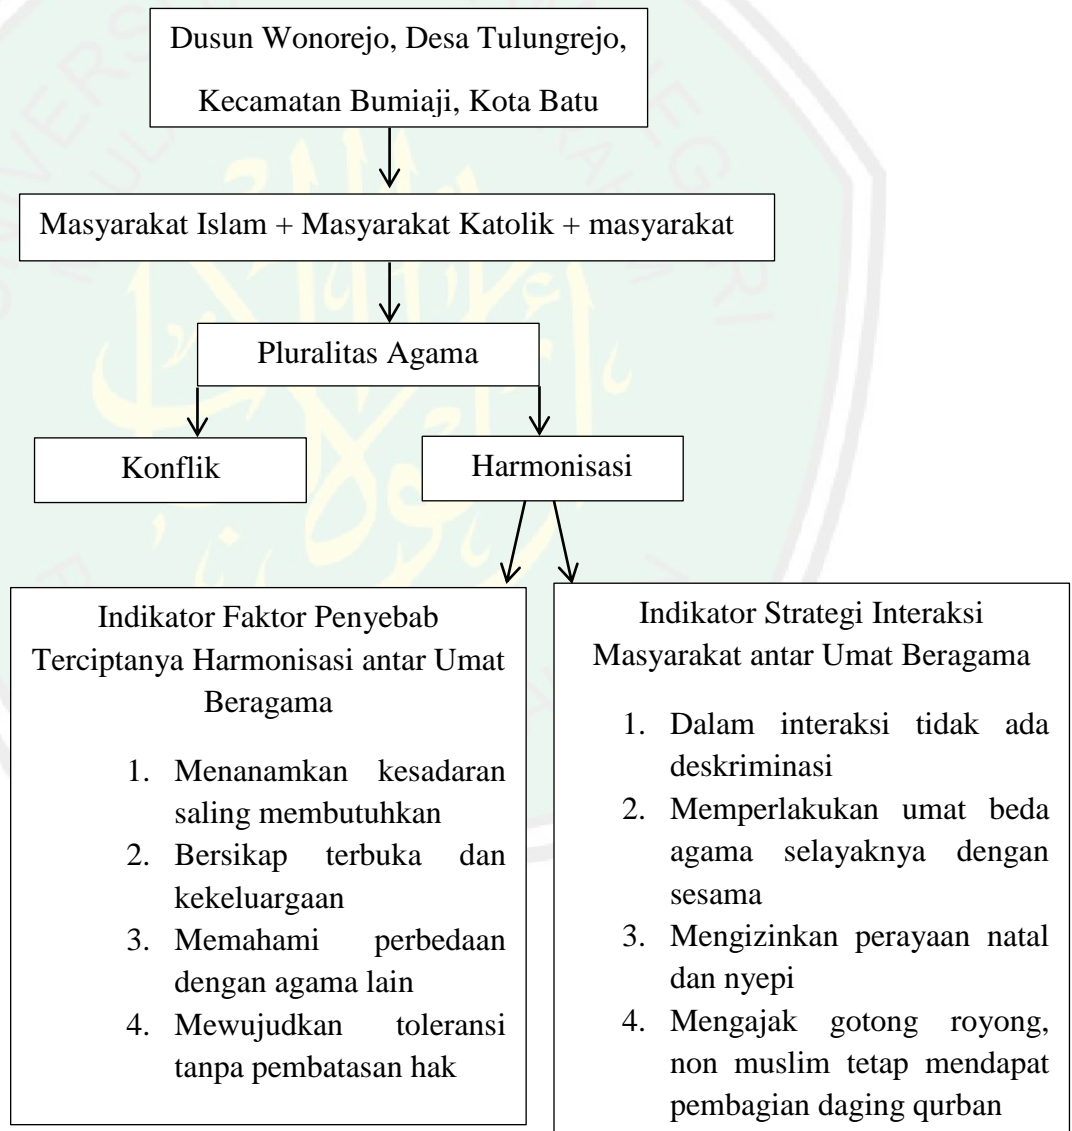 Dusun Wonorejo, Desa Tulungrejo,
Kecamatan Bumiaji, Kota Batu
Masyarakat Islam + Masyarakat Katolik + masyarakat
Pluralitas Agama
Konflik
Harmonisasi
Indikator Faktor Penyebab
Terciptanya Harmonisasi antar Umat
Beragama
1. Menanamkan kesadaran
saling membutuhkan
2. Bersikap terbuka dan
kekeluargaan
3. Memahami perbedaan
dengan agama lain
4. Mewujudkan toleransi
tanpa pembatasan hak
Indikator Strategi Interaksi
Masyarakat antar Umat Beragama
1. Dalam interaksi tidak ada
deskriminasi
2. Memperlakukan umat beda
agama selayaknya dengan
sesama
3. Mengizinkan perayaan natal
dan nyepi
4. Mengajak gotong royong,
non muslim tetap mendapat
pembagian daging qurban